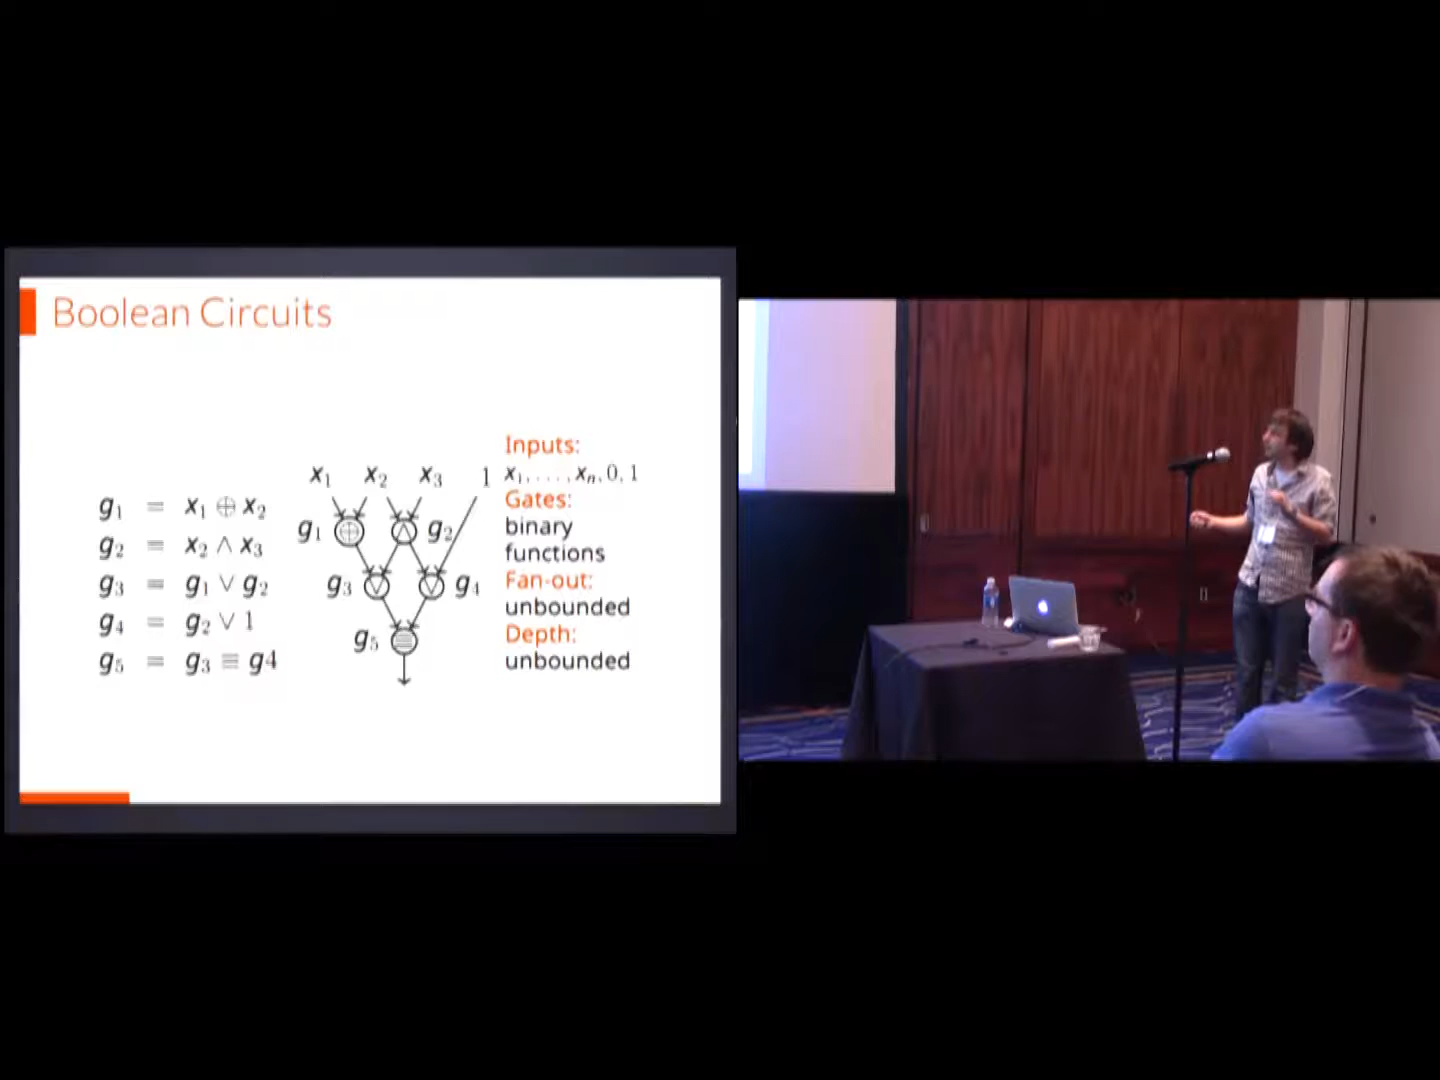 Boolean Circuits
g₁ = x₁ ⊕ x₂
g₂ = x₂ ∧ x₃
g₃ = g₁ ∨ g₂
g₄ = g₂ ∨ 1
g₅ = g₃ ≡ g4
x₁ x₂ x₃ 1
g₁ ⊕ ∧ g₂
g₃ ∨ ∨ g₄
g₅ ≡
Inputs:
x₁, . . . , xₙ, 0, 1
Gates:
binary
functions
Fan-out:
unbounded
Depth:
unbounded